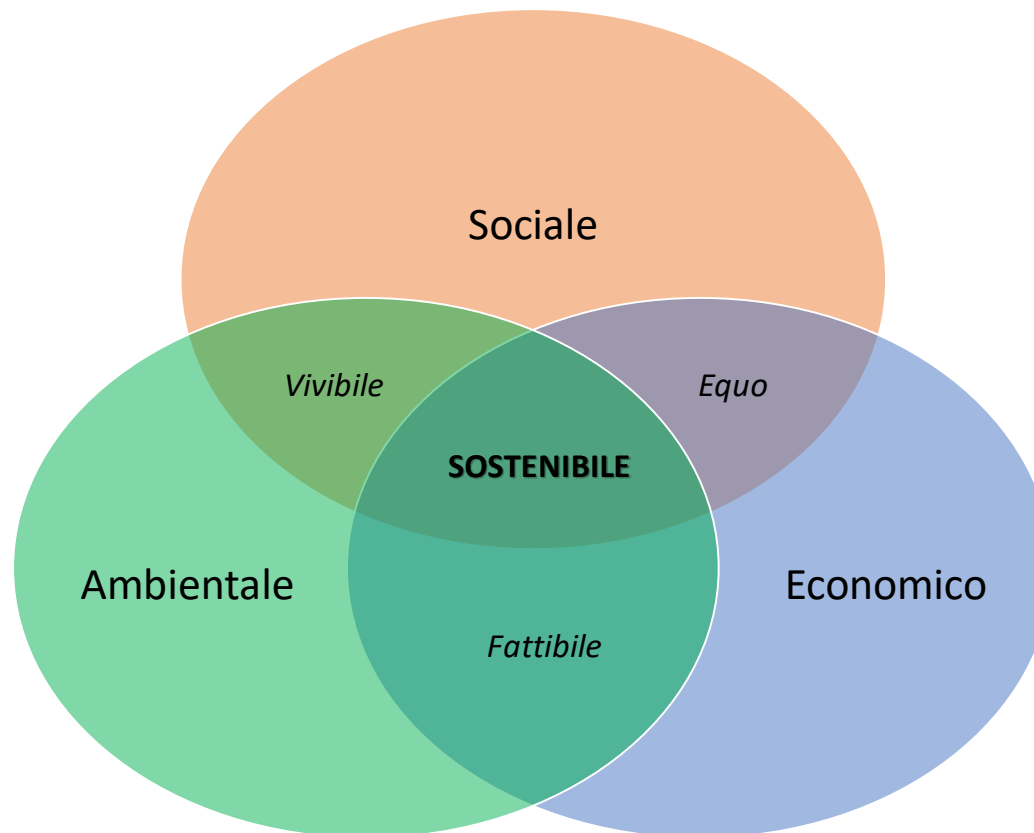 Sociale
Vivibile
Equo
SOSTENIBILE
Ambientale
Economico
Fattibile